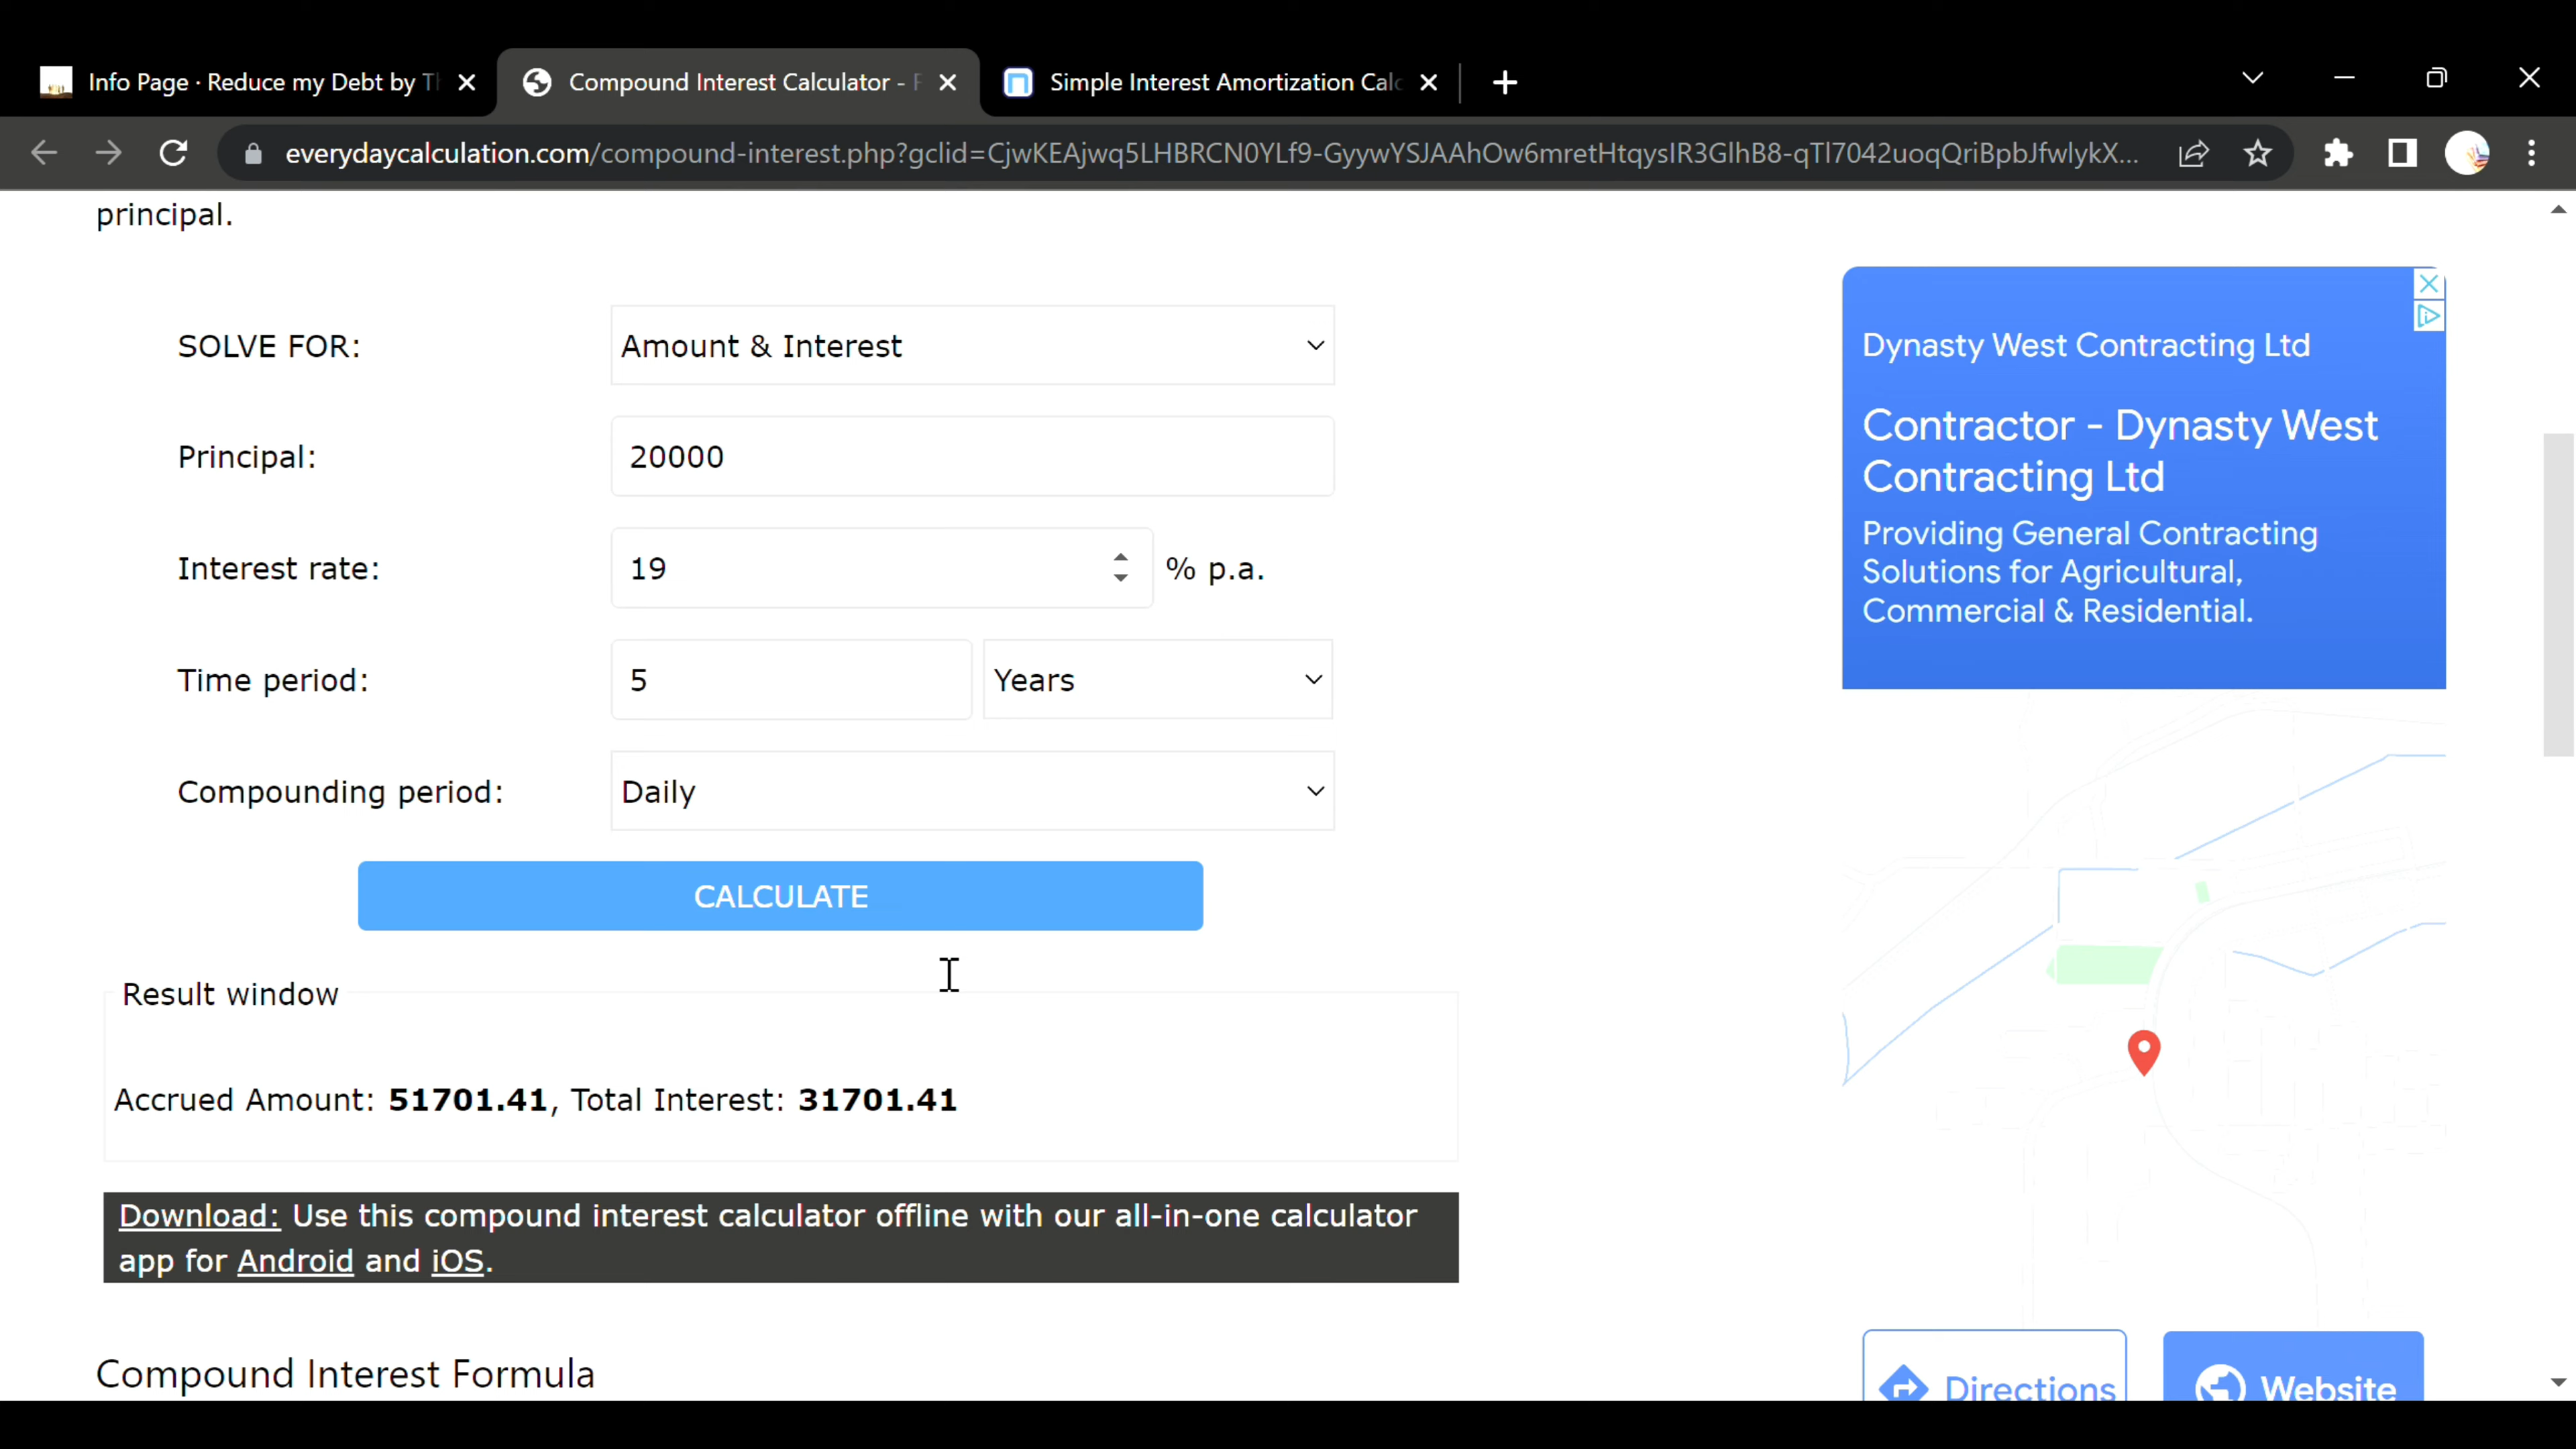 Info Page · Reduce my Debt by Th
Compound Interest Calculator - F
Simple Interest Amortization Calc
everydaycalculation.com/compound-interest.php?gclid=CjwKEAjwq5LHBRCN0YLf9-GyywYSJAAhOw6mretHtqysIR3GlhB8-qTl7042uoqQriBpbJfwlykX...
principal.
SOLVE FOR:
Amount & Interest
Principal:
20000
Interest rate:
19
% p.a.
Time period:
5
Years
Compounding period:
Daily
CALCULATE
Result window
Accrued Amount: 51701.41, Total Interest: 31701.41
Download: Use this compound interest calculator offline with our all-in-one calculator
app for Android and iOS.
Compound Interest Formula
Dynasty West Contracting Ltd
Contractor - Dynasty West
Contracting Ltd
Providing General Contracting
Solutions for Agricultural,
Commercial & Residential.
Directions
Website